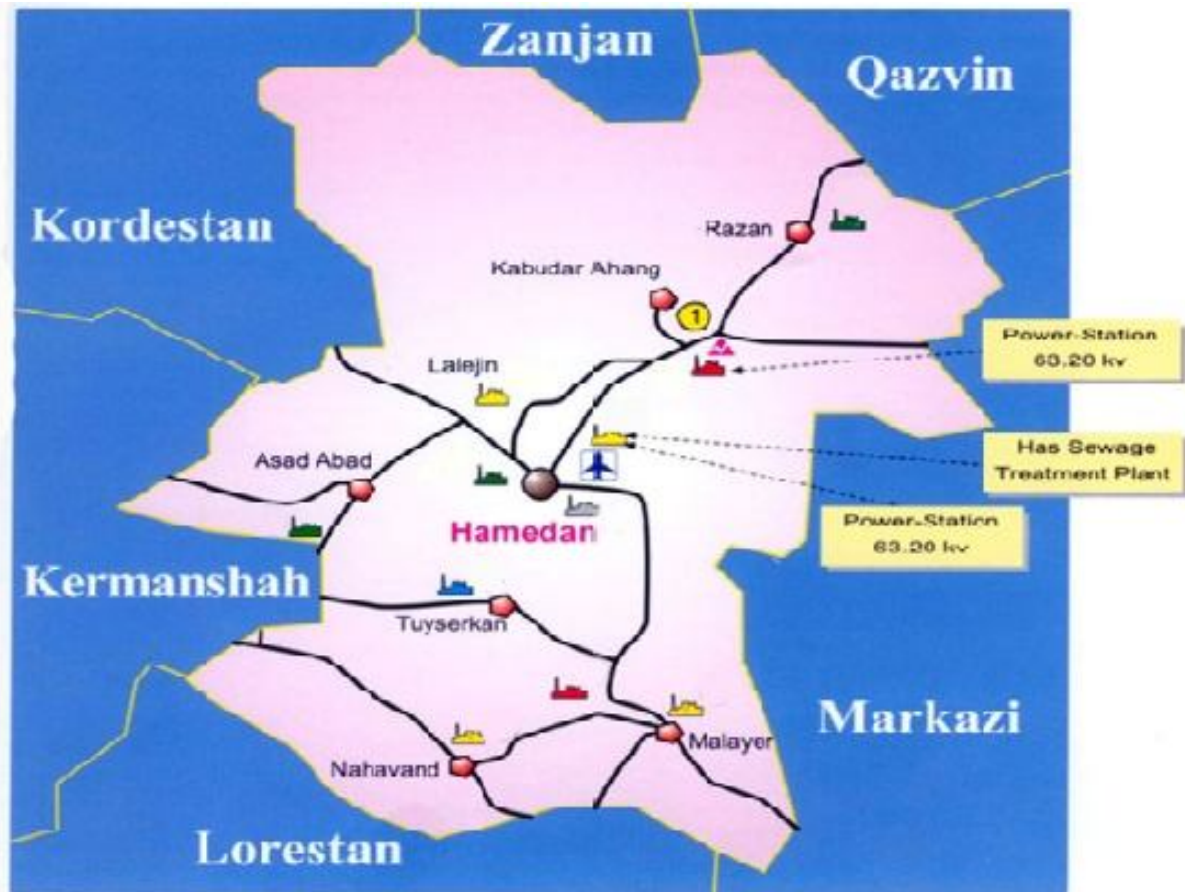 Zanjan
Qazvin
Kordestan
Razan
Kabudar Ahang
1
Power-Station
63.20 kv
Lalejin
Has Sewage
Treatment Plant
Asad Abad
Hamedan
Power-Station
63.20 kv
Kermanshah
Tuyserkan
Markazi
Malayer
Nahavand
Lorestan